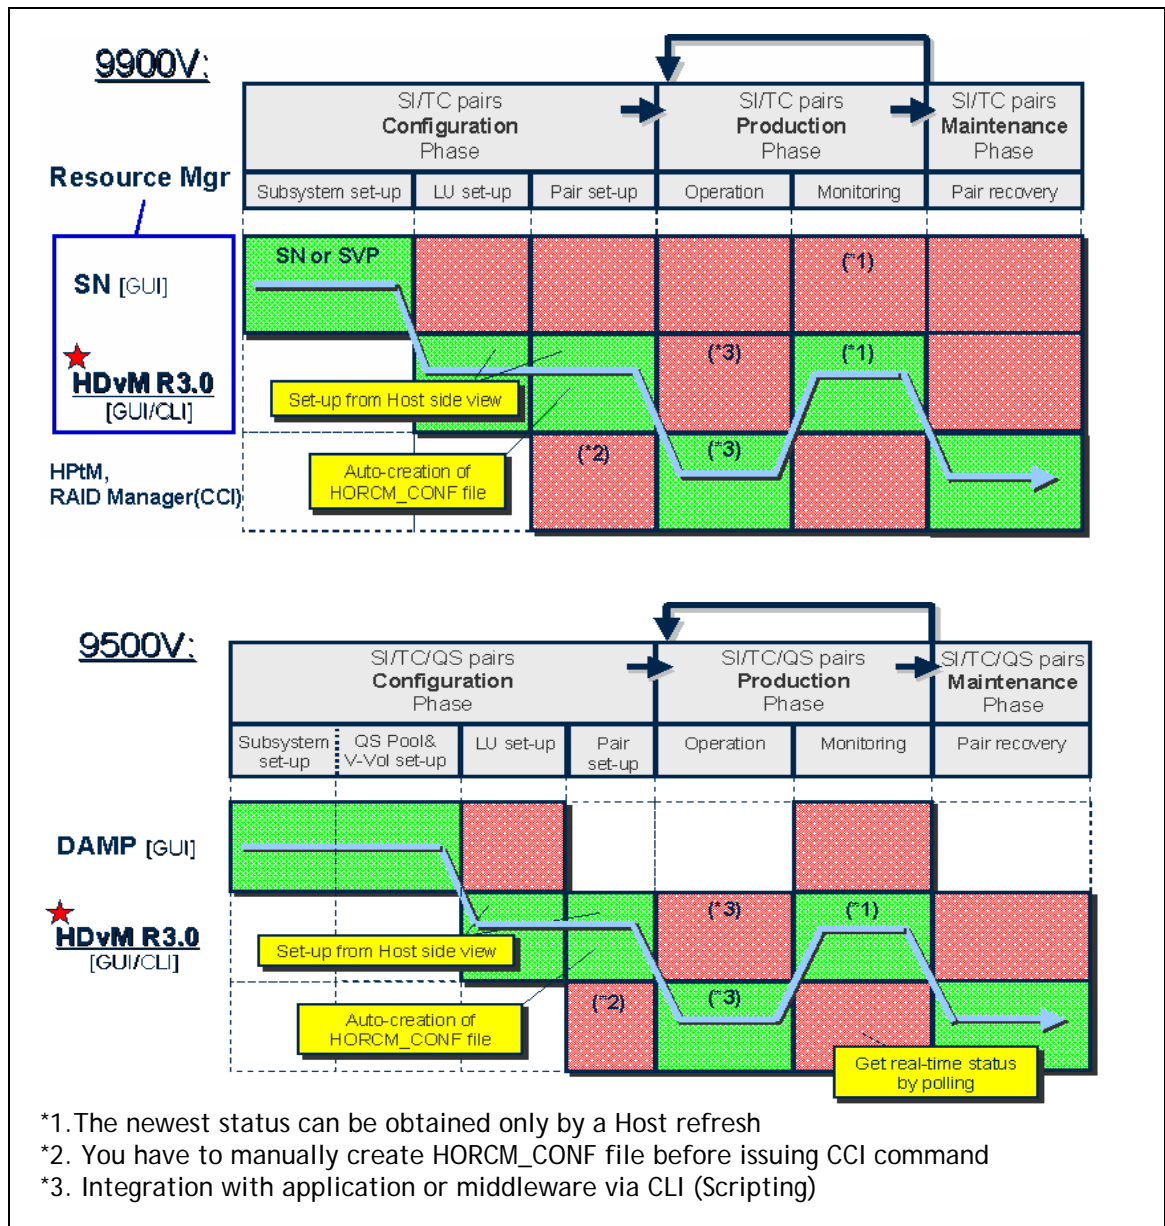 9900V:
SI/TC pairs
Configuration
Phase
SI/TC pairs
Production
Phase
SI/TC pairs
Maintenance
Phase
Resource Mgr
Subsystem set-up
LU set-up
Pair set-up
Operation
Monitoring
Pair recovery
SN or SVP
(*1)
SN [GUI]
(*3)
(*1)
HDvM R3.0
[GUI/CLI]
Set-up from Host side view
(*2)
(*3)
HPtM,
RAID Manager(CCI)
Auto-creation of
HORCM_CONF file
9500V:
SI/TC/QS pairs
Configuration
Phase
SI/TC/QS pairs
Production
Phase
SI/TC/QS pairs
Maintenance
Phase
Subsystem
set-up
QS Pool&
V-Vol set-up
LU set-up
Pair
set-up
Operation
Monitoring
Pair recovery
DAMP [GUI]
(*3)
(*1)
HDvM R3.0
[GUI/CLI]
Set-up from Host side view
(*2)
(*3)
Auto-creation of
HORCM_CONF file
Get real-time status
by polling
*1.The newest status can be obtained only by a Host refresh
*2. You have to manually create HORCM_CONF file before issuing CCI command
*3. Integration with application or middleware via CLI (Scripting)